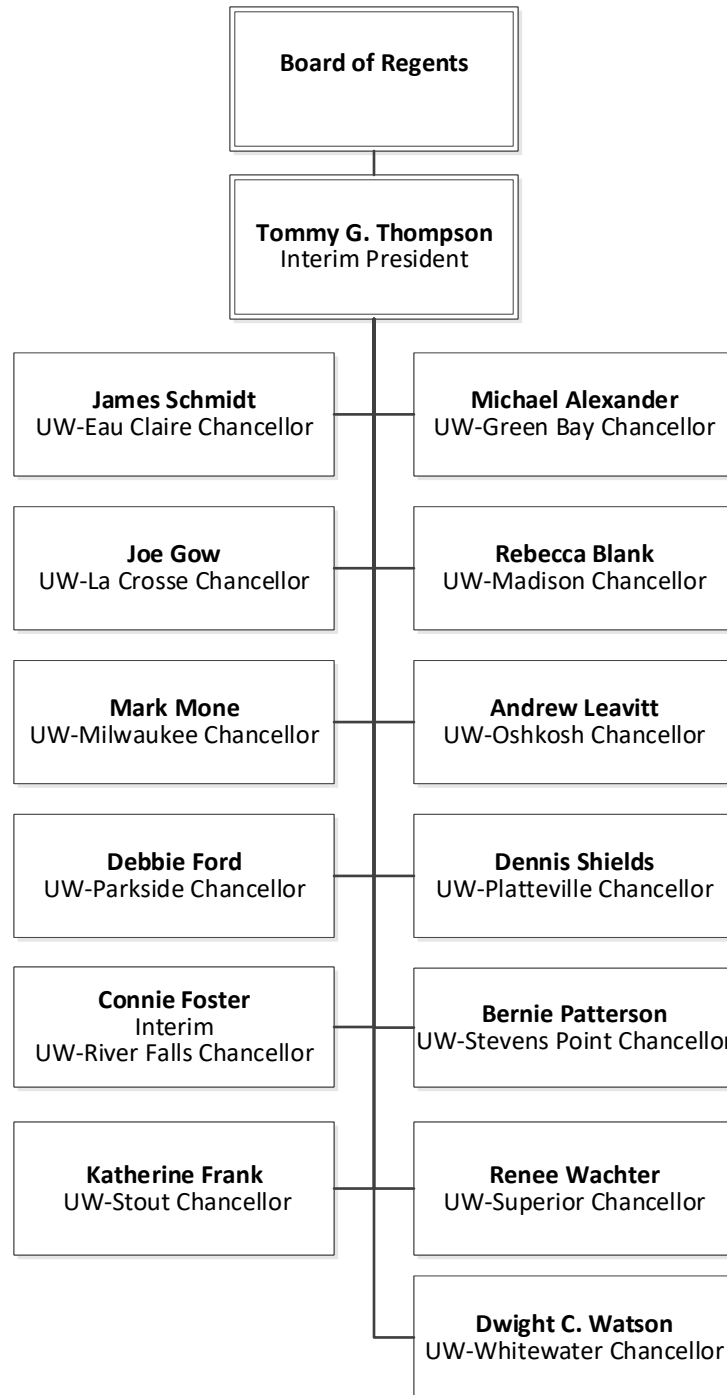 Board of Regents
Tommy G. Thompson
Interim President
James Schmidt
UW-Eau Claire Chancellor
Michael Alexander
UW-Green Bay Chancellor
Joe Gow
UW-La Crosse Chancellor
Rebecca Blank
UW-Madison Chancellor
Mark Mone
UW-Milwaukee Chancellor
Andrew Leavitt
UW-Oshkosh Chancellor
Debbie Ford
UW-Parkside Chancellor
Dennis Shields
UW-Platteville Chancellor
Connie Foster
Interim
UW-River Falls Chancellor
Bernie Patterson
UW-Stevens Point Chancellor
Katherine Frank
UW-Stout Chancellor
Renee Wachter
UW-Superior Chancellor
Dwight C. Watson
UW-Whitewater Chancellor